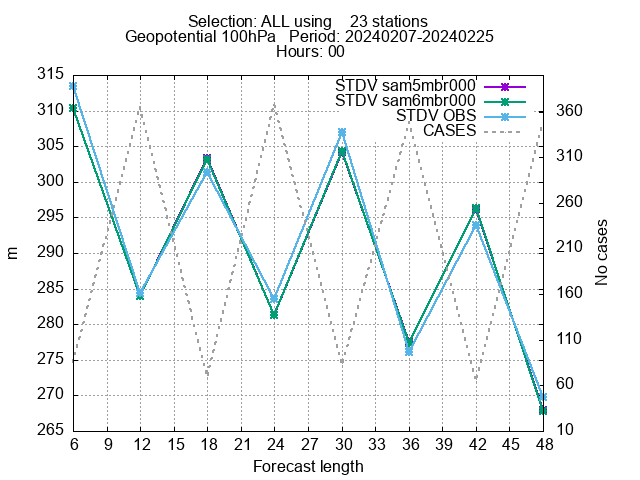 Selection: ALL using    23 stations
Geopotential 100hPa   Period: 20240207-20240225
Hours: 00
STDV sam5mbr000
STDV sam6mbr000
STDV OBS
CASES
315
310
305
300
295
290
285
280
275
270
265
m
360
310
260
210
160
110
60
10
No cases
6 9 12 15 18 21 24 27 30 33 36 39 42 45 48
Forecast length